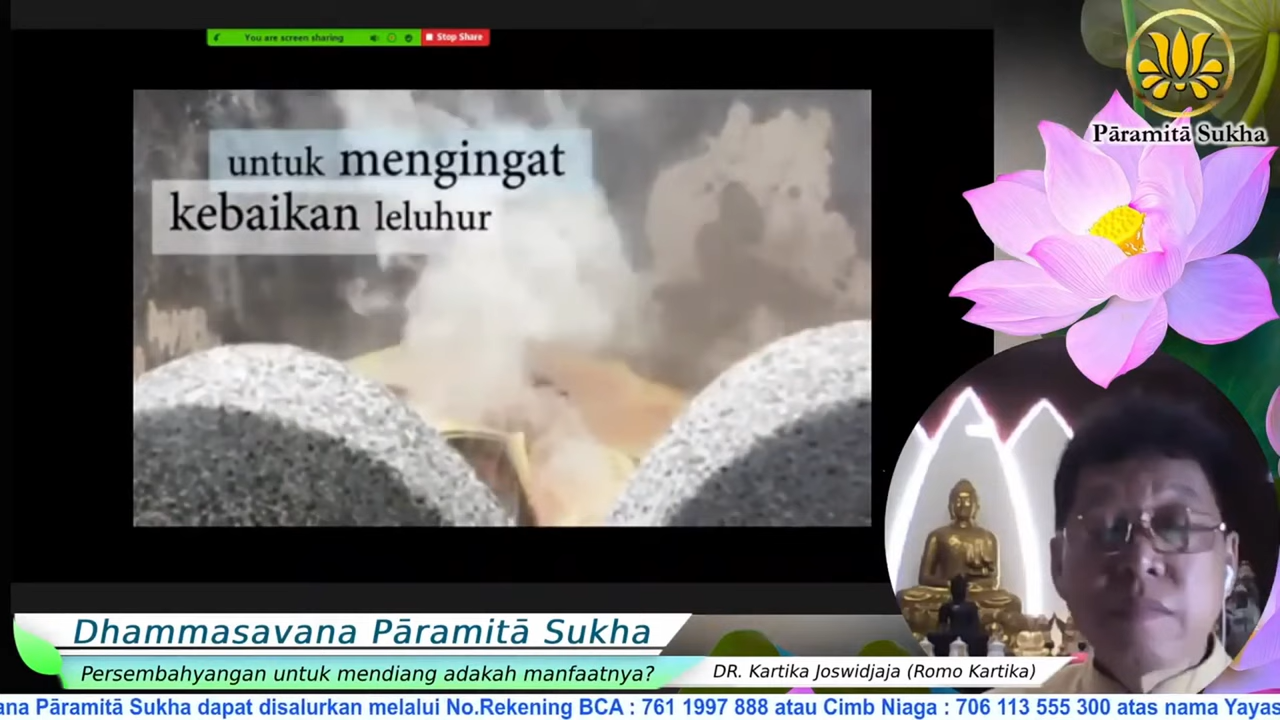 You are screen sharing
Stop Share
untuk mengingat
kebaikan leluhur
Pāramitā Sukha
Dhammasavana Pāramitā Sukha
Persembahyangan untuk mendiang adakah manfaatnya?
DR. Kartika Joswidjaja (Romo Kartika)
ana Pāramitā Sukha dapat disalurkan melalui No.Rekening BCA : 761 1997 888 atau Cimb Niaga : 706 113 555 300 atas nama Yayas